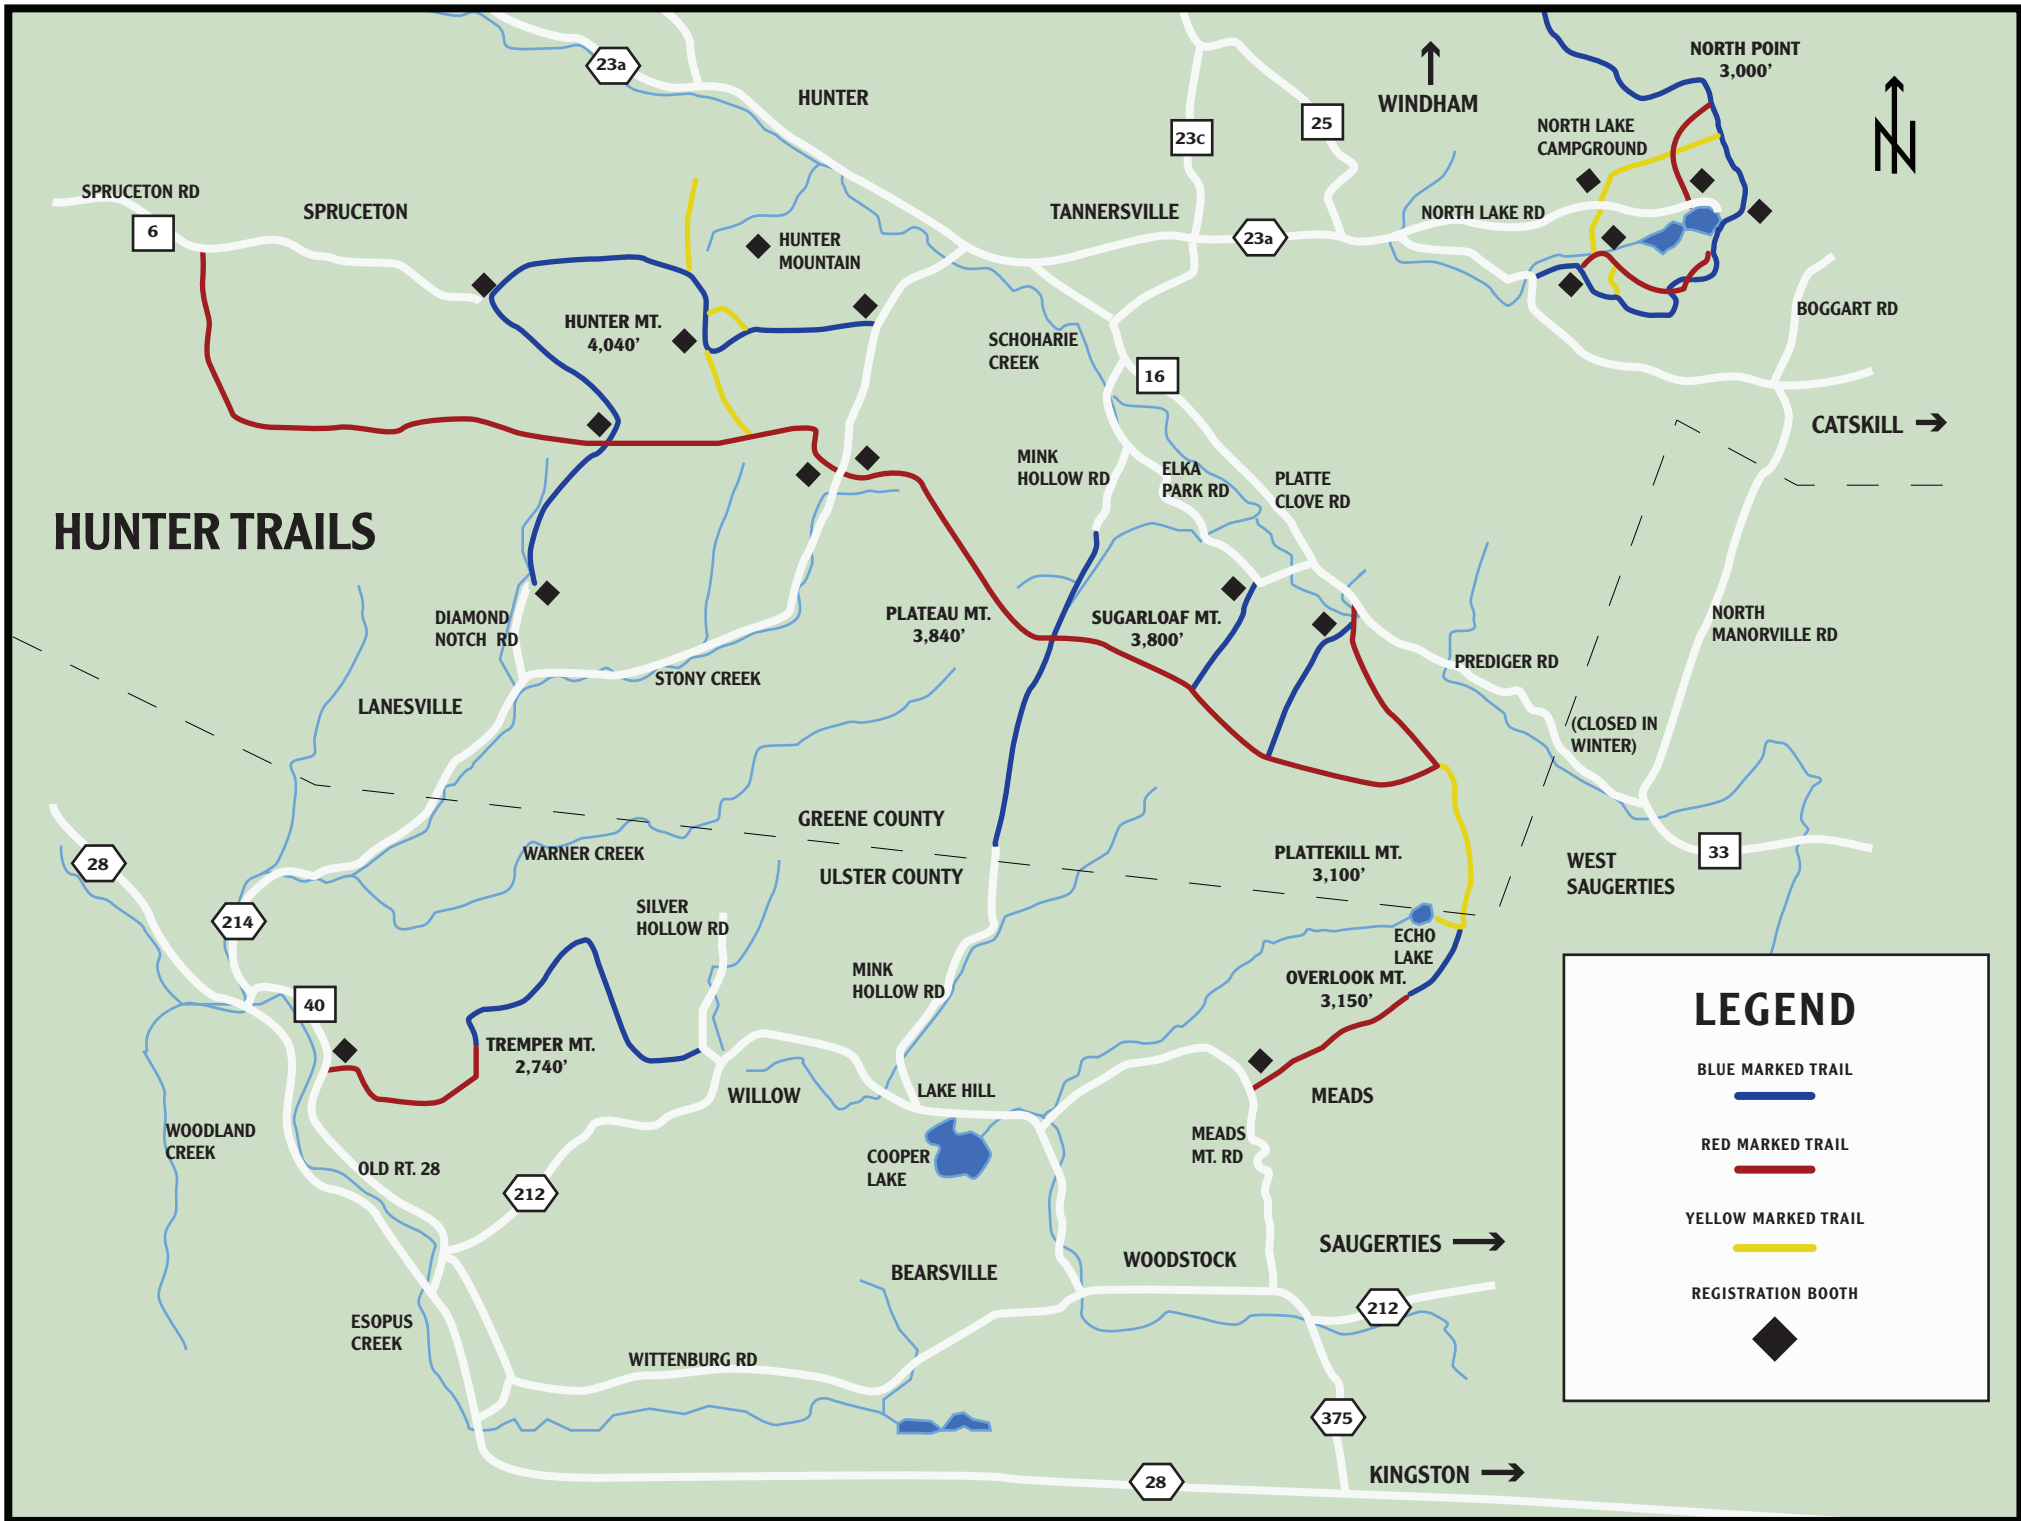 23a
HUNTER
WINDHAM
NORTH POINT
3,000’
23c
25
NORTH LAKE
CAMPGROUND
N
SPRUCETON RD
6
SPRUCETON
HUNTER
MOUNTAIN
TANNERSVILLE
23a
NORTH LAKE RD
BOGGART RD
HUNTER MT.
4,040’
SCHOHARIE
CREEK
16
CATSKILL
MINK
HOLLOW RD
ELKA
PARK RD
PLATTE
CLOVE RD
HUNTER TRAILS
DIAMOND
NOTCH RD
PLATEAU MT.
3,840’
SUGARLOAF MT.
3,800’
NORTH
MANORVILLE RD
PREDIGER RD
STONY CREEK
LANESVILLE
(CLOSED IN
WINTER)
GREENE COUNTY
ULSTER COUNTY
WARNER CREEK
28
PLATTEKILL MT.
3,100’
33
WEST
SAUGERTIES
214
SILVER
HOLLOW RD
ECHO
LAKE
MINK
HOLLOW RD
OVERLOOK MT.
3,150’
40
TREMPER MT.
2,740’
WILLOW
LAKE HILL
MEADS
WOODLAND
CREEK
OLD RT. 28
COOPER
LAKE
MEADS
MT. RD
212
SAUGERTIES
BEARSVILLE
WOODSTOCK
212
ESOPUS
CREEK
WITTENBURG RD
375
KINGSTON
28
LEGEND
BLUE MARKED TRAIL
RED MARKED TRAIL
YELLOW MARKED TRAIL
REGISTRATION BOOTH